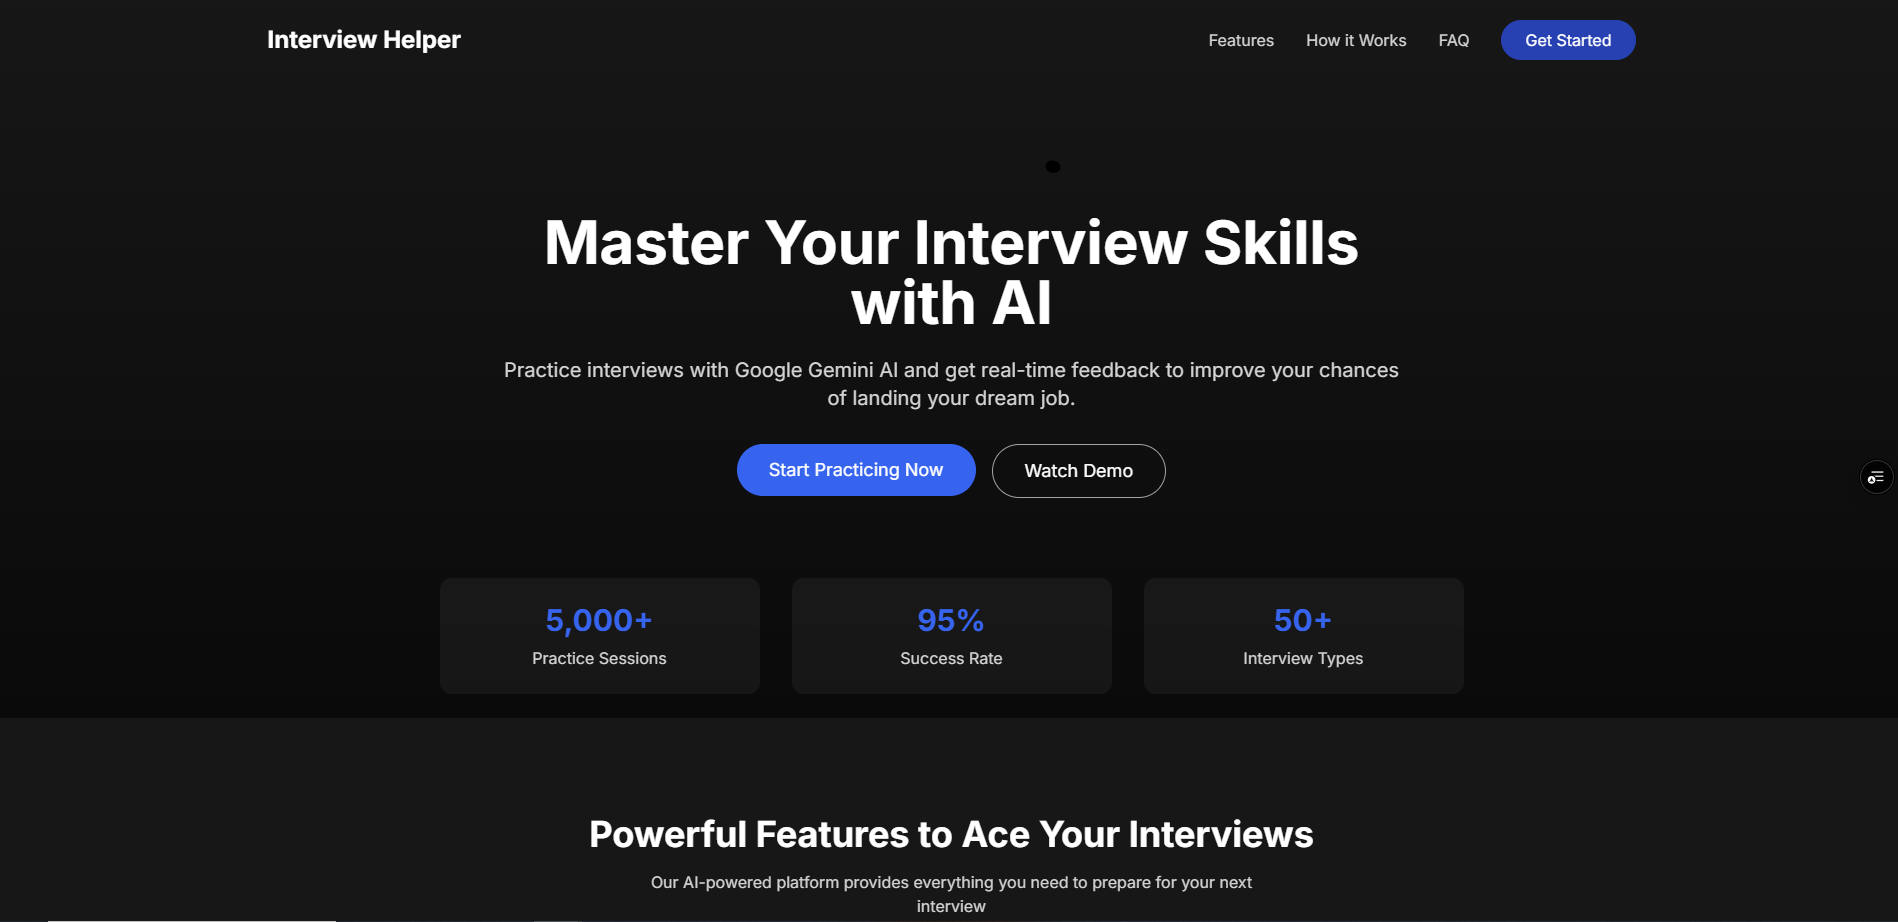 Interview Helper
Features
How it Works
FAQ
Get Started
Master Your Interview Skills
with AI
Practice interviews with Google Gemini AI and get real-time feedback to improve your chances
of landing your dream job.
Start Practicing Now
Watch Demo
5,000+
Practice Sessions
95%
Success Rate
50+
Interview Types
Powerful Features to Ace Your Interviews
Our AI-powered platform provides everything you need to prepare for your next
interview